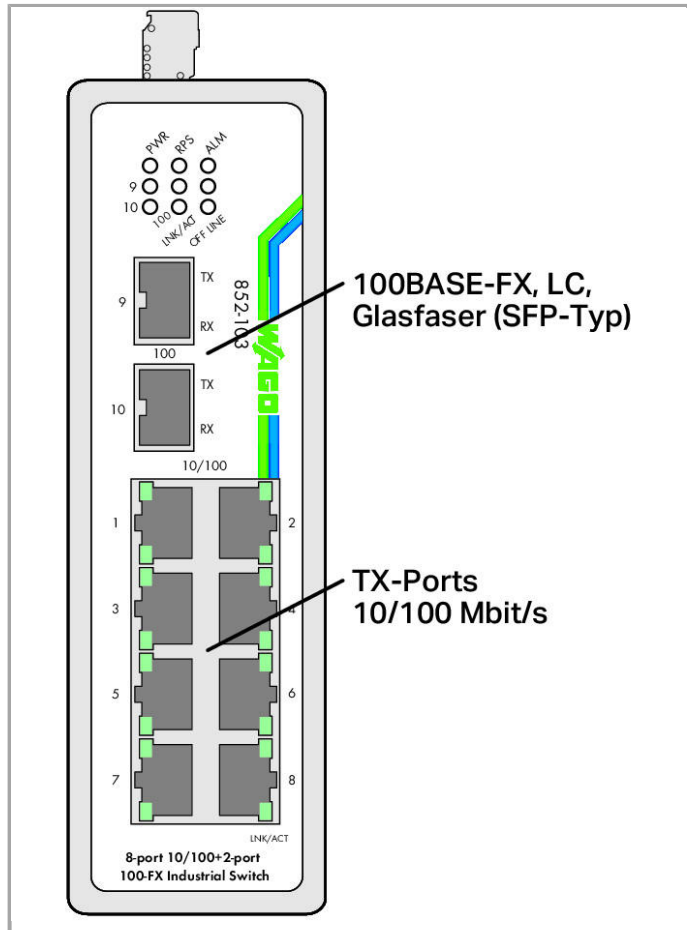 PWR RPS ALM
9
10
100 LNK/ACT OFF LINE
9 TX
RX
100
10 TX
RX
852-103
WAGO
100BASE-FX, LC,
Glasfaser (SFP-Typ)
10/100
1 2
3 4
5 6
7 8
TX-Ports
10/100 Mbit/s
LNK/ACT
8-port 10/100+2-port
100-FX Industrial Switch